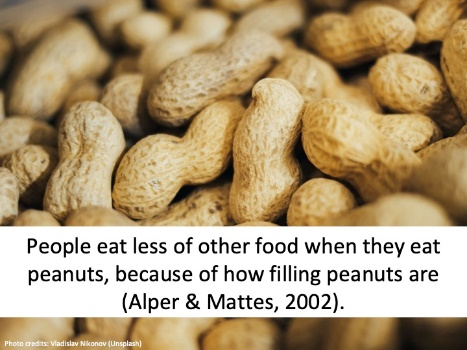 People eat less of other food when they eat
peanuts, because of how filling peanuts are
(Alper & Mattes, 2002).
Photo credits: Vladislav Nikonov (Unsplash)